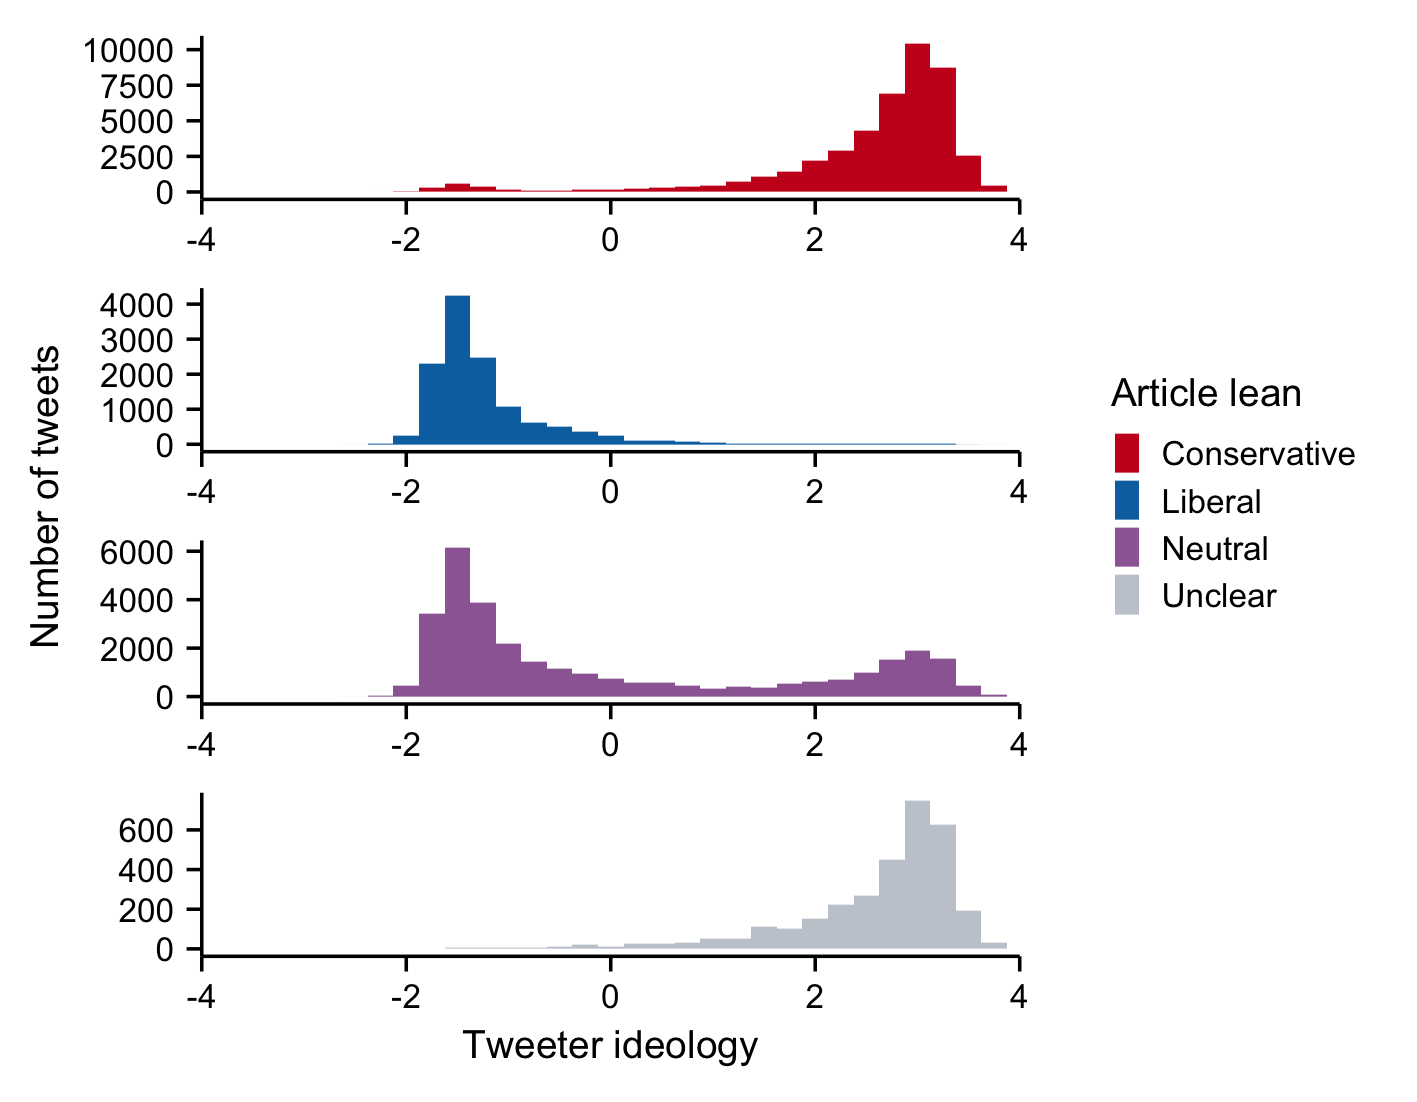 10000
7500
5000
2500
0
-4 -2 0 2 4
4000
3000
2000
1000
0
-4 -2 0 2 4
6000
4000
2000
0
-4 -2 0 2 4
600
400
200
0
-4 -2 0 2 4
Number of tweets
Tweeter ideology
Article lean
Conservative
Liberal
Neutral
Unclear